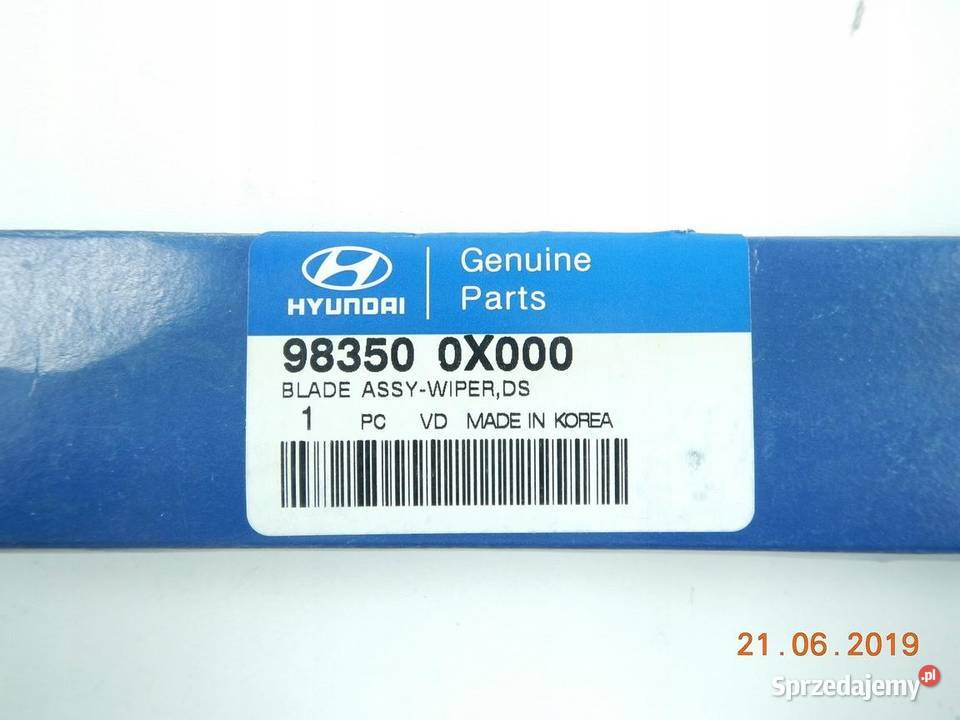 HYUNDAI
Genuine
Parts
98350 0X000
BLADE ASSY-WIPER,DS
1 PC VD MADE IN KOREA
21.06.2019
Sprzedajemy.pl